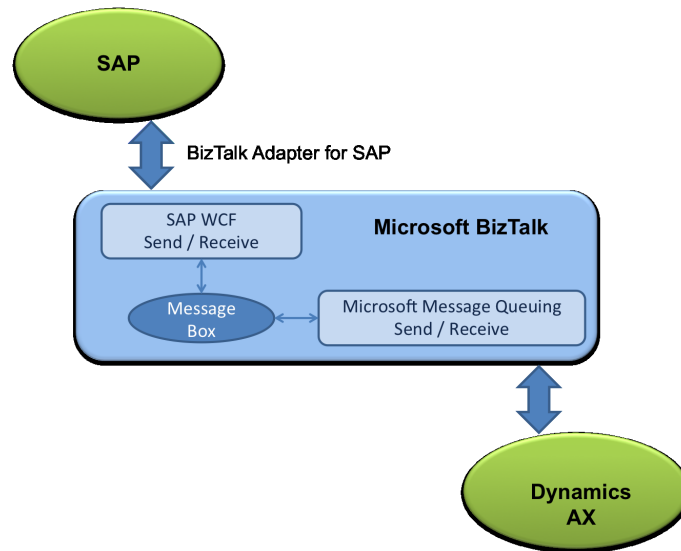 SAP
BizTalk Adapter for SAP
SAP WCF
Send / Receive
Microsoft BizTalk
Message
Box
Microsoft Message Queuing
Send / Receive
Dynamics
AX